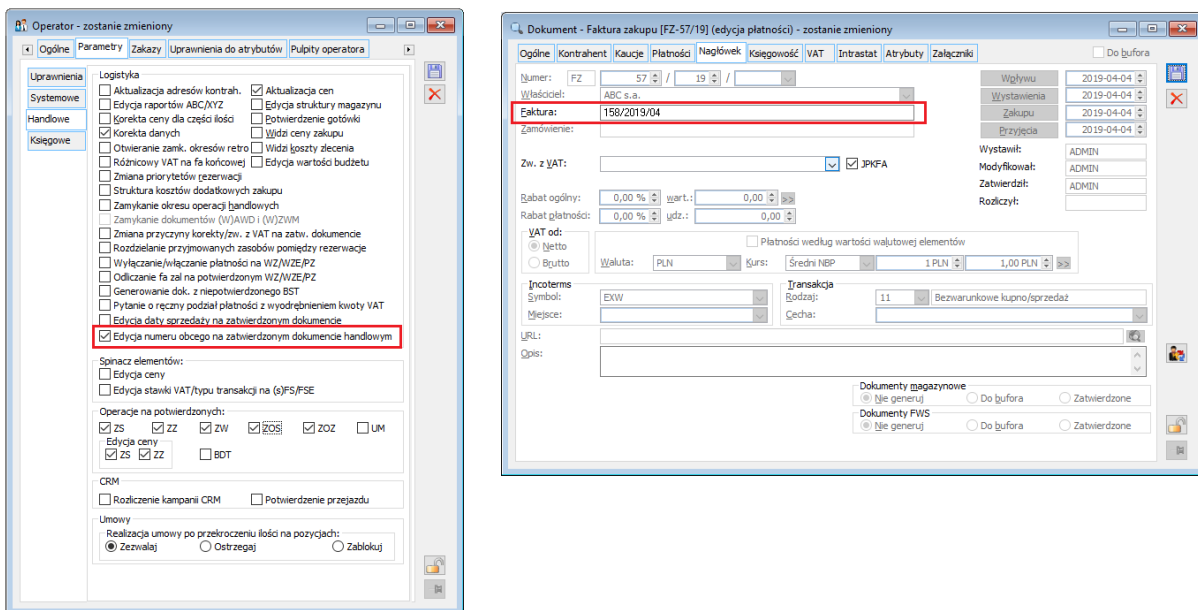 Operator - zostanie zmieniony
Ogólne Parametry Zakazy Uprawnienia do atrybutów Pulpity operatora
Uprawnienia
Systemowe
Handlowe
Księgowe
Logistyka
Aktualizacja adresów kontrah. Aktualizacja cen
Edycja raportów ABC/XYZ Edycja struktury magazynu
Korekta ceny dla części ilości Potwierdzenie gotówki
Korekta danych Widzi ceny zakupu
Otwieranie zamk. okresów retro Widzi koszty zlecenia
Różnicowy VAT na fa końcowej Edycja wartości budżetu
Zmiana priorytetów rezerwacji
Struktura kosztów dodatkowych zakupu
Zamykanie okresu operacji handlowych
Zamykanie dokumentów (W)AWD i (W)ZWM
Zmiana przyczyny korekty/zw. z VAT na zatw. dokumencie
Rozdzielanie przyjmowanych zasobów pomiędzy rezerwacje
Wyłączanie/włączanie płatności na WZ/WZE/PZ
Odliczanie fa zal na potwierdzonym WZ/WZE/PZ
Generowanie dok. z niepotwierdzonego BST
Pytanie o ręczny podział płatności z wyodrębnieniem kwoty VAT
Edycja daty sprzedaży na zatwierdzonym dokumencie
Edycja numeru obcego na zatwierdzonym dokumencie handlowym
Spinacz elementów:
Edycja ceny
Edycja stawki VAT/typu transakcji na (s)FS/FSE
Operacje na potwierdzonych:
ZS ZZ ZW ZOS ZOZ UM
Edycja ceny
ZS ZZ BDT
CRM
Rozliczenie kampanii CRM Potwierdzenie przejazdu
Umowy
Realizacja umowy po przekroczeniu ilości na pozycjach:
Zezwalaj Ostrzegaj Zablokuj
Dokument - Faktura zakupu [FZ-57/19] (edycja płatności) - zostanie zmieniony
Ogólne Kontrahent Kaucje Płatności Nagłówek Księgowość VAT Intrastat Atrybuty Załączniki Do bufora
Numer: FZ 57 / 19 / Wpływu 2019-04-04
Właściciel: ABC s.a. Wystawienia 2019-04-04
Faktura: 158/2019/04 Zakupu 2019-04-04
Zamówienie: Przyjęcia 2019-04-04
Wystawił: ADMIN
Zw. z VAT: JPKFA Modyfikował: ADMIN
Zatwierdził: ADMIN
Rozliczył:
Rabat ogólny: 0,00 % wart.: 0,00 >>
Rabat płatności: 0,00 % udz.: 0,00
VAT od:
Netto Płatności według wartości walutowej elementów
Brutto Waluta: PLN Kurs: Średni NBP 1 PLN 1,00 PLN >>
Incoterms Transakcja
Symbol: EXW Rodzaj: 11 Bezwarunkowe kupno/sprzedaż
Miejsce: Cecha:
URL:
Opis:
Dokumenty magazynowe
Nie generuj Do bufora Zatwierdzone
Dokumenty FWS
Nie generuj Do bufora Zatwierdzone